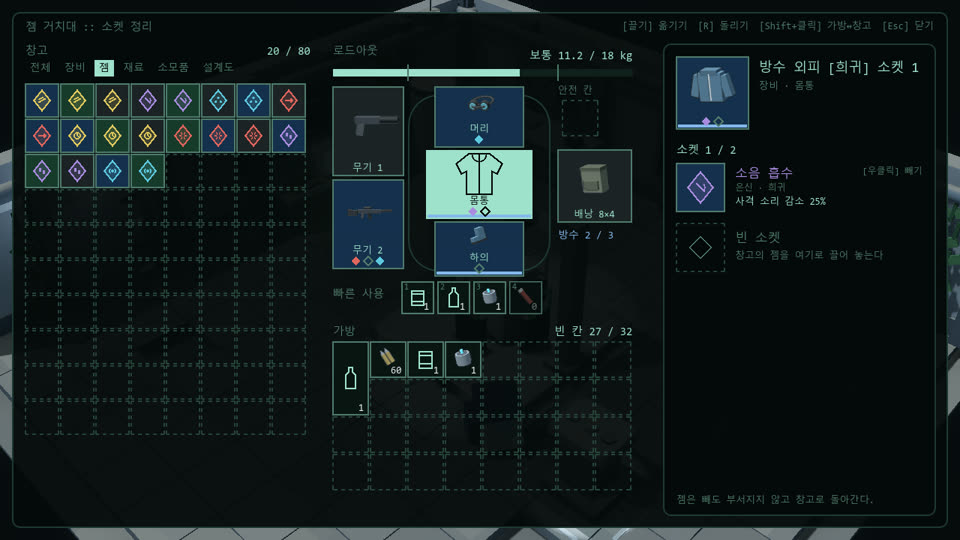 젬 거치대 :: 소켓 정리
[끌기] 옮기기 [R] 돌리기 [Shift+클릭] 가방↔창고 [Esc] 닫기
창고
20 / 80
전체 장비 젬 재료 소모품 설계도
로드아웃
보통 11.2 / 18 kg
무기 1
무기 2
머리
몸통
하의
안전 칸
배낭 8×4
방수 2 / 3
빠른 사용
1 1
2 1
3 1
4 0
가방
빈 칸 27 / 32
1
60
1
1
방수 외피 [희귀] 소켓 1
장비 · 몸통
소켓 1 / 2
소음 흡수
[우클릭] 빼기
은신 · 희귀
사격 소리 감소 25%
빈 소켓
창고의 젬을 여기로 끌어 놓는다
젬은 빼도 부서지지 않고 창고로 돌아간다.